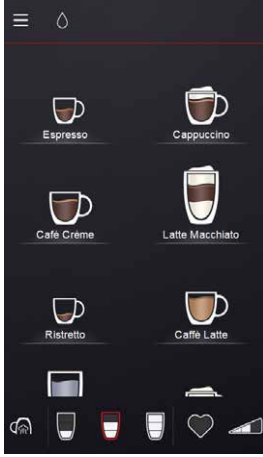 Espresso
Cappuccino
Café Crème
Latte Macchiato
Ristretto
Caffè Latte